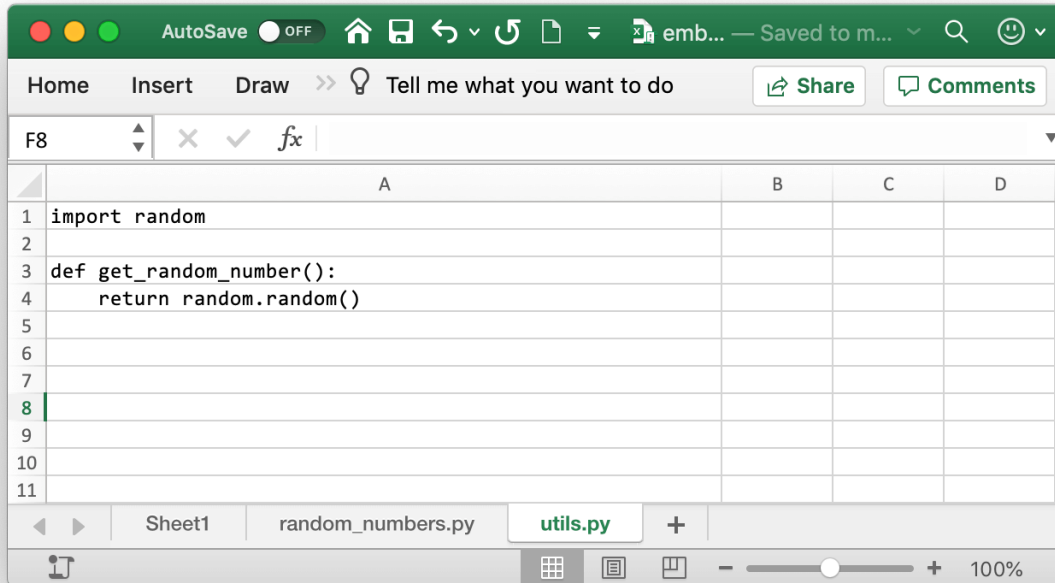 AutoSave OFF emb... — Saved to m...
Home Insert Draw >> Tell me what you want to do Share Comments
F8 fx
A B C D
1 import random
2
3 def get_random_number():
4     return random.random()
5
6
7
8
9
10
11
Sheet1 random_numbers.py utils.py +
− + 100%